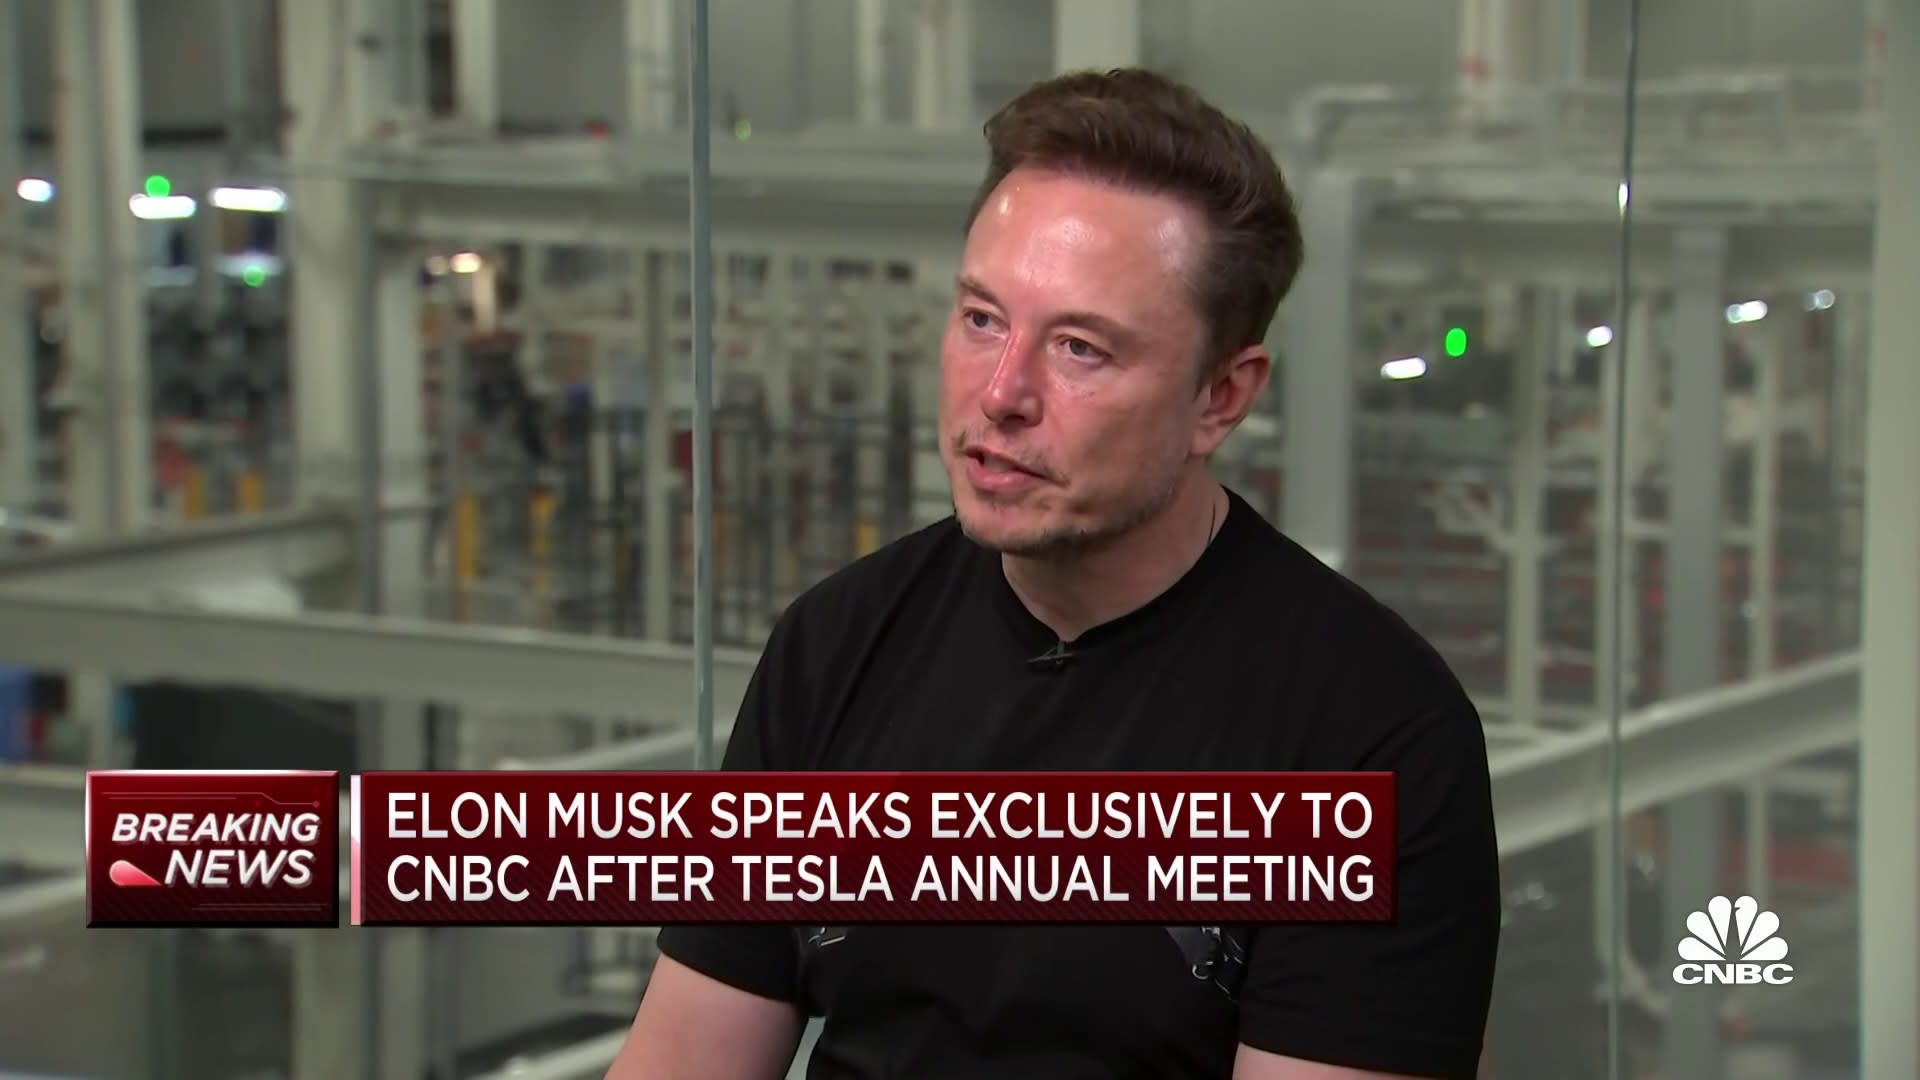 BREAKING
NEWS
ELON MUSK SPEAKS EXCLUSIVELY TO
CNBC AFTER TESLA ANNUAL MEETING
CNBC